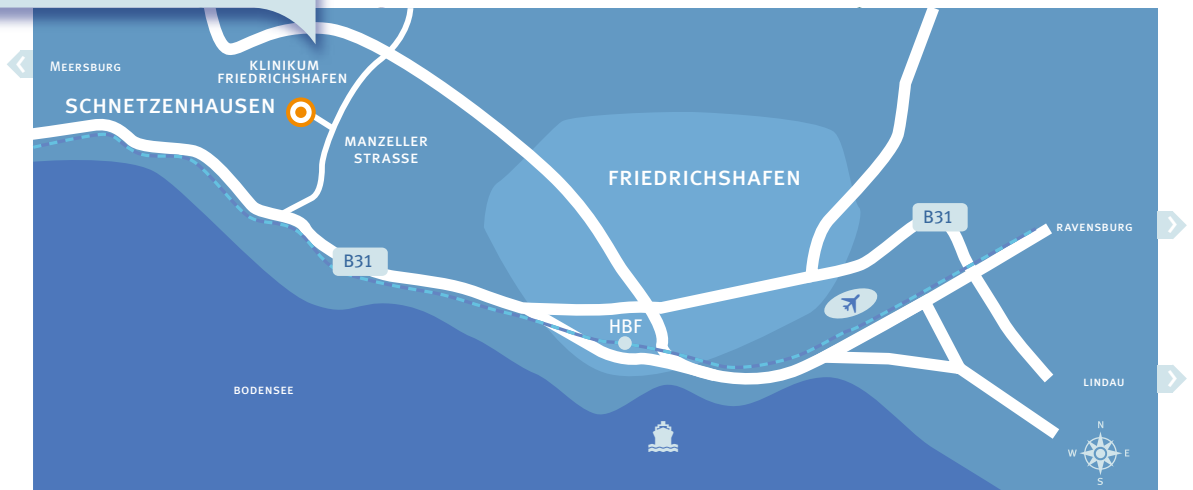 Meersburg
KLINIKUM
FRIEDRICHSHAFEN
SCHNETZENHAUSEN
MANZELLER
STRASSE
FRIEDRICHSHAFEN
B31
RAVENSBURG
B31
HBF
BODENSEE
LINDAU
N
W E
S